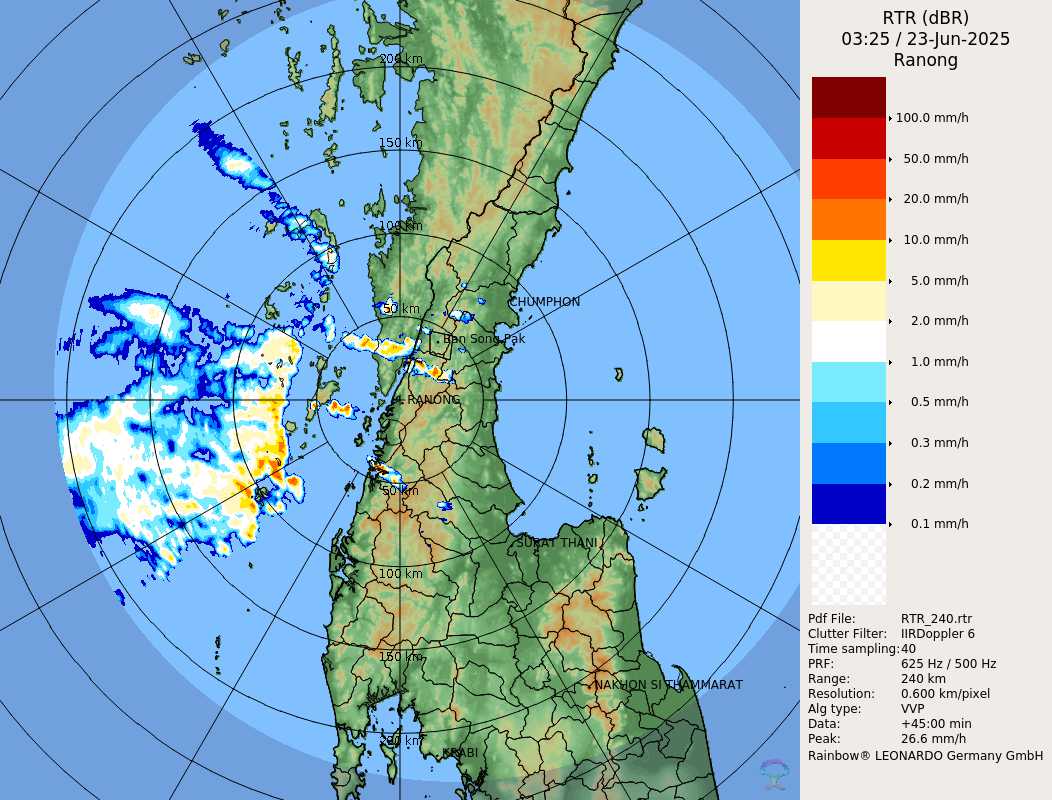 RTR (dBR)
03:25 / 23-Jun-2025
Ranong
100.0 mm/h
50.0 mm/h
20.0 mm/h
10.0 mm/h
5.0 mm/h
2.0 mm/h
1.0 mm/h
0.5 mm/h
0.3 mm/h
0.2 mm/h
0.1 mm/h
Pdf File: RTR_240.rtr
Clutter Filter: IIRDoppler 6
Time sampling:40
PRF: 625 Hz / 500 Hz
Range: 240 km
Resolution: 0.600 km/pixel
Alg type: VVP
Data: +45:00 min
Peak: 26.6 mm/h
Rainbow® LEONARDO Germany GmbH
200 km
150 km
100 km
50 km
CHUMPHON
Ban Song Pak
RANONG
50 km
SURAT THANI
100 km
150 km
NAKHON SI THAMMARAT
200 km
KRABI